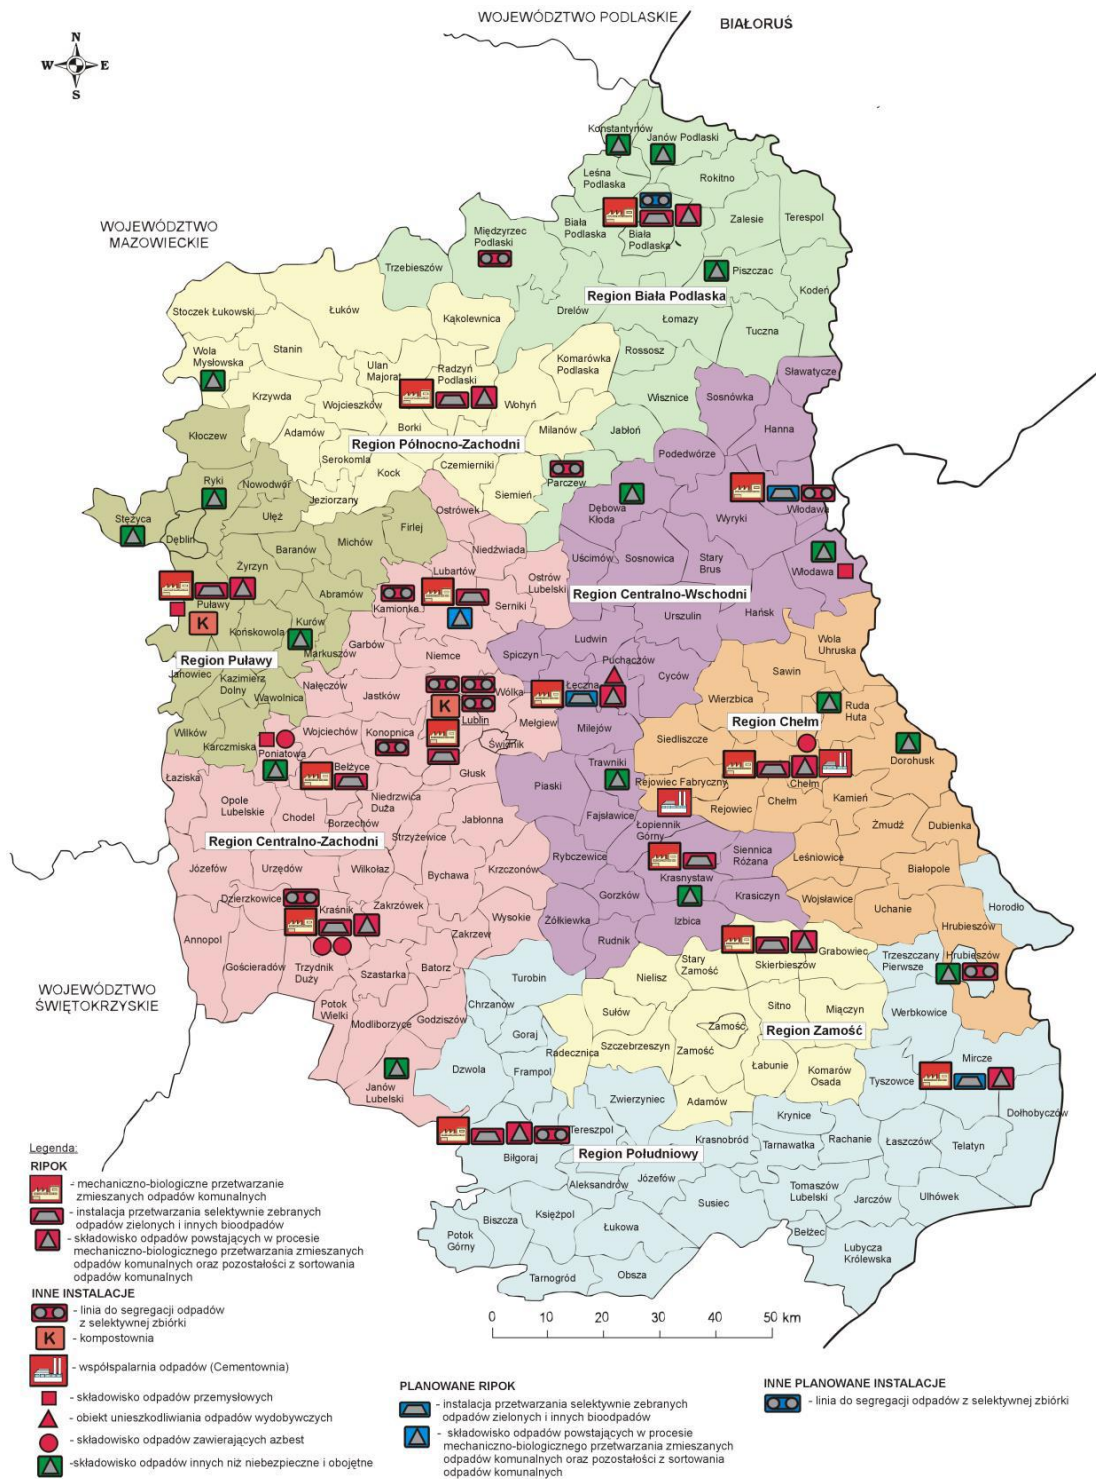 WOJEWÓDZTWO PODLASKIE
BIAŁORUŚ
N
W E
S
Konstantynów
Janów Podlaski
Leśna
Podlaska
Rokitno
WOJEWÓDZTWO
MAZOWIECKIE
Międzyrzec
Podlaski
Biała
Podlaska
Biała
Podlaska
Zalesie
Terespol
Trzebieszów
Piszczac
Kodeń
Region Biała Podlaska
Stoczek Łukowski
Łuków
Kąkolewnica
Drelów
Łomazy
Tuczna
Stanin
Wola
Mysłowska
Ulan
Majorat
Radzyń
Podlaski
Komarówka
Podlaska
Rossosz
Sławatycze
Krzywda
Wojcieszków
Wohyń
Wisznice
Sosnówka
Borki
Milanów
Jabłoń
Hanna
Kłoczew
Adamów
Region Północno-Zachodni
Serokomla
Kock
Czemierniki
Podedwórze
Ryki
Nowodwór
Jeziorzany
Siemień
Parczew
Stężyca
Ułęż
Ostrówek
Dębowa
Kłoda
Wyryki
Włodawa
Dęblin
Firlej
Michów
Baranów
Niedźwiada
Uścimów
Sosnowica
Stary
Brus
Żyrzyn
Lubartów
Ostrów
Lubelski
Włodawa
Abramów
Kamionka
Serniki
Region Centralno-Wschodni
Puławy
K
Końskowola
Kurów
Hańsk
Urszulin
Markuszów
Garbów
Ludwin
Wola
Uhruska
Region Puławy
Niemce
Spiczyn
Puchaczów
Sawin
Janowiec
Kazimierz
Dolny
Nałęczów
Jastków
Wólka
Łęczna
Cyców
Wierzbica
Wąwolnica
K
Lublin
Mełgiew
Ruda
Huta
Wilków
Karczmiska
Wojciechów
Konopnica
Świdnik
Milejów
Region Chełm
Siedliszcze
Poniatowa
Bełżyce
Głusk
Trawniki
Dorohusk
Łaziska
Piaski
Rejowiec Fabryczny
Chełm
Opole
Lubelskie
Niedrzwica
Duża
Rejowiec
Chełm
Kamień
Chodel
Borzechów
Jabłonna
Fajsławice
Strzyżewice
Łopiennik
Górny
Żmudź
Dubienka
Region Centralno-Zachodni
Józefów
Urzędów
Wilkołaz
Bychawa
Krzczonów
Rybczewice
Siennica
Różana
Leśniowice
Białopole
Krasnystaw
Dzierzkowice
Zakrzówek
Gorzków
Krasiczyn
Wojsławice
Kraśnik
Wysokie
Żółkiewka
Izbica
Uchanie
Horodło
Annopol
Zakrzew
Rudnik
Hrubieszów
Gościeradów
Trzydnik
Duży
Szastarka
Batorz
Turobin
Stary
Zamość
Skierbieszów
Grabowiec
Trzeszczany
Pierwsze
Hrubieszów
Nielisz
WOJEWÓDZTWO
ŚWIĘTOKRZYSKIE
Potok
Wielki
Chrzanów
Sitno
Miączyn
Werbkowice
Modliborzyce
Godziszów
Goraj
Sułów
Zamość
Region Zamość
Radecznica
Szczebrzeszyn
Zamość
Mircze
Janów
Lubelski
Dzwola
Frampol
Łabunie
Komarów
Osada
Tyszowce
Zwierzyniec
Adamów
Dołhobyczów
Krynice
Tereszpol
Krasnobród
Tarnawatka
Rachanie
Łaszczów
Telatyn
Biłgoraj
Region Południowy
Aleksandrów
Józefów
Tomaszów
Lubelski
Susiec
Jarczów
Ulhówek
Biszcza
Księżpol
Łukowa
Bełżec
Potok
Górny
Lubycza
Królewska
Tarnogród
Obsza
0 10 20 30 40 50 km
Legenda:
RIPOK
- mechaniczno-biologiczne przetwarzanie
zmieszanych odpadów komunalnych
- instalacja przetwarzania selektywnie zebranych
odpadów zielonych i innych bioodpadów
- składowisko odpadów powstających w procesie
mechaniczno-biologicznego przetwarzania zmieszanych
odpadów komunalnych oraz pozostałości z sortowania
odpadów komunalnych
INNE INSTALACJE
- linia do segregacji odpadów
z selektywnej zbiórki
K - kompostownia
- współspalarnia odpadów (Cementownia)
- składowisko odpadów przemysłowych
- obiekt unieszkodliwiania odpadów wydobywczych
- składowisko odpadów zawierających azbest
-składowisko odpadów innych niż niebezpieczne i obojętne
PLANOWANE RIPOK
- instalacja przetwarzania selektywnie zebranych
odpadów zielonych i innych bioodpadów
- składowisko odpadów powstających w procesie
mechaniczno-biologicznego przetwarzania zmieszanych
odpadów komunalnych oraz pozostałości z sortowania
odpadów komunalnych
INNE PLANOWANE INSTALACJE
- linia do segregacji odpadów z selektywnej zbiórki